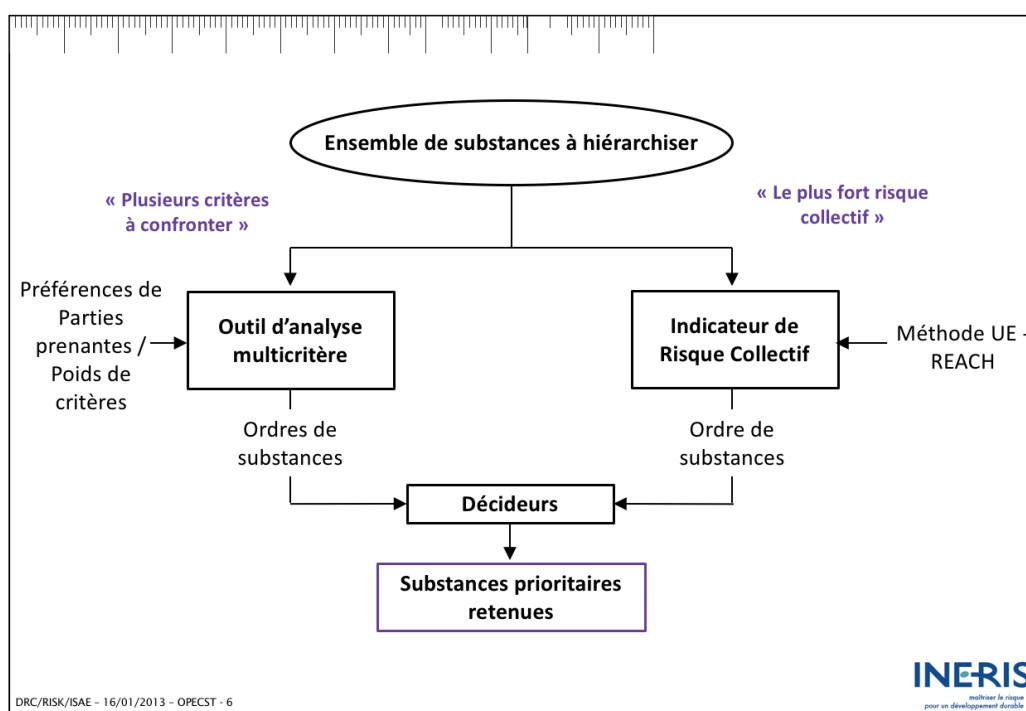 Ensemble de substances à hiérarchiser
« Plusieurs critères
à confronter »
« Le plus fort risque
collectif »
Préférences de
Parties
prenantes /
Poids de
critères
Outil d'analyse
multicritère
Indicateur de
Risque Collectif
Méthode UE -
REACH
Ordres de
substances
Ordre de
substances
Décideurs
Substances prioritaires
retenues
DRC/RISK/ISAE – 16/01/2013 – OPECST - 6
INERIS
maîtriser le risque
pour un développement durable